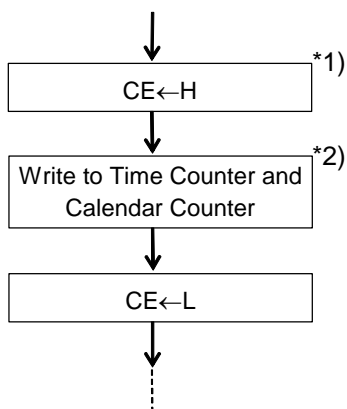 *1)
CE←H
*2)
Write to Time Counter and
Calendar Counter
CE←L